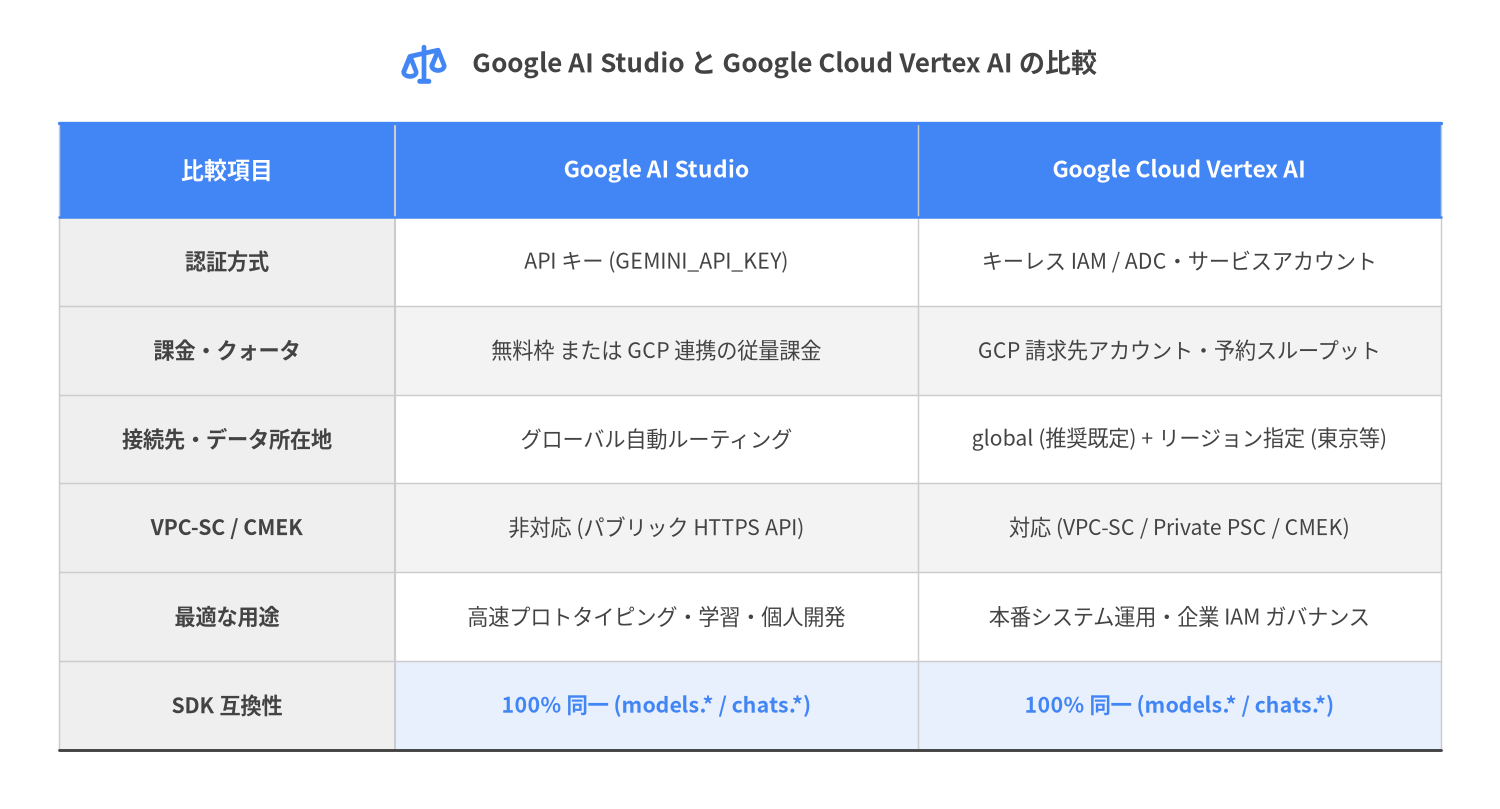 Google AI Studio と Google Cloud Vertex AI の比較
比較項目 Google AI Studio Google Cloud Vertex AI
認証方式 API キー (GEMINI_API_KEY) キーレス IAM / ADC・サービスアカウント
課金・クォータ 無料枠 または GCP 連携の従量課金 GCP 請求先アカウント・予約スループット
接続先・データ所在地 グローバル自動ルーティング global (推奨既定) + リージョン指定 (東京等)
VPC-SC / CMEK 非対応 (パブリック HTTPS API) 対応 (VPC-SC / Private PSC / CMEK)
最適な用途 高速プロトタイピング・学習・個人開発 本番システム運用・企業 IAM ガバナンス
SDK 互換性 100% 同一 (models.* / chats.*) 100% 同一 (models.* / chats.*)